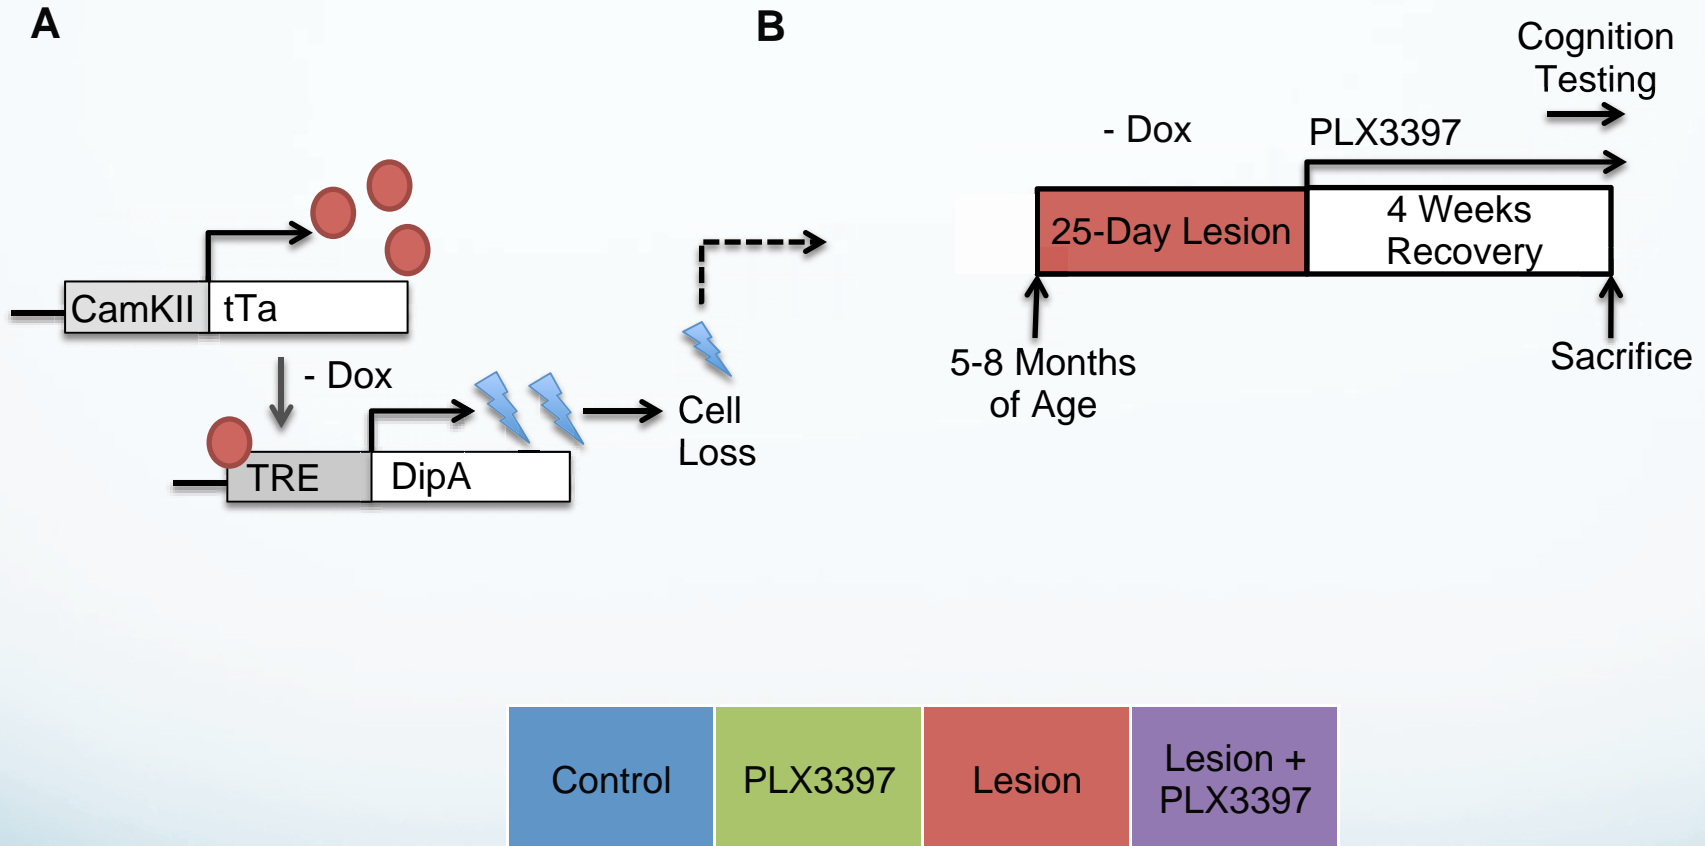 A
CamKII
tTa
- Dox
TRE
DipA
Cell
Loss
B
Cognition
Testing
- Dox
PLX3397
25-Day Lesion
4 Weeks
Recovery
5-8 Months
of Age
Sacrifice
Control
PLX3397
Lesion
Lesion +
PLX3397